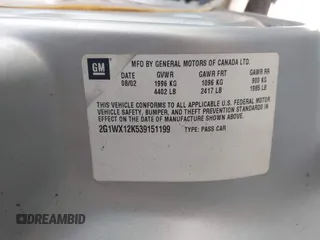 GM
MFD BY GENERAL MOTORS OF CANADA LTD.
DATE GVWR GAWR FRT GAWR RR
08/02 1996 KG 1096 KG 900 KG
4402 LB 2417 LB 1985 LB
THIS VEHICLE CONFORMS TO ALL APPLICABLE U.S. FEDERAL MOTOR
VEHICLE SAFETY, BUMPER, AND THEFT PREVENTION STANDARDS IN
EFFECT ON THE DATE OF MANUFACTURE SHOWN ABOVE.
2G1WX12K539151199 TYPE: PASS CAR
AUTOBIDMAX